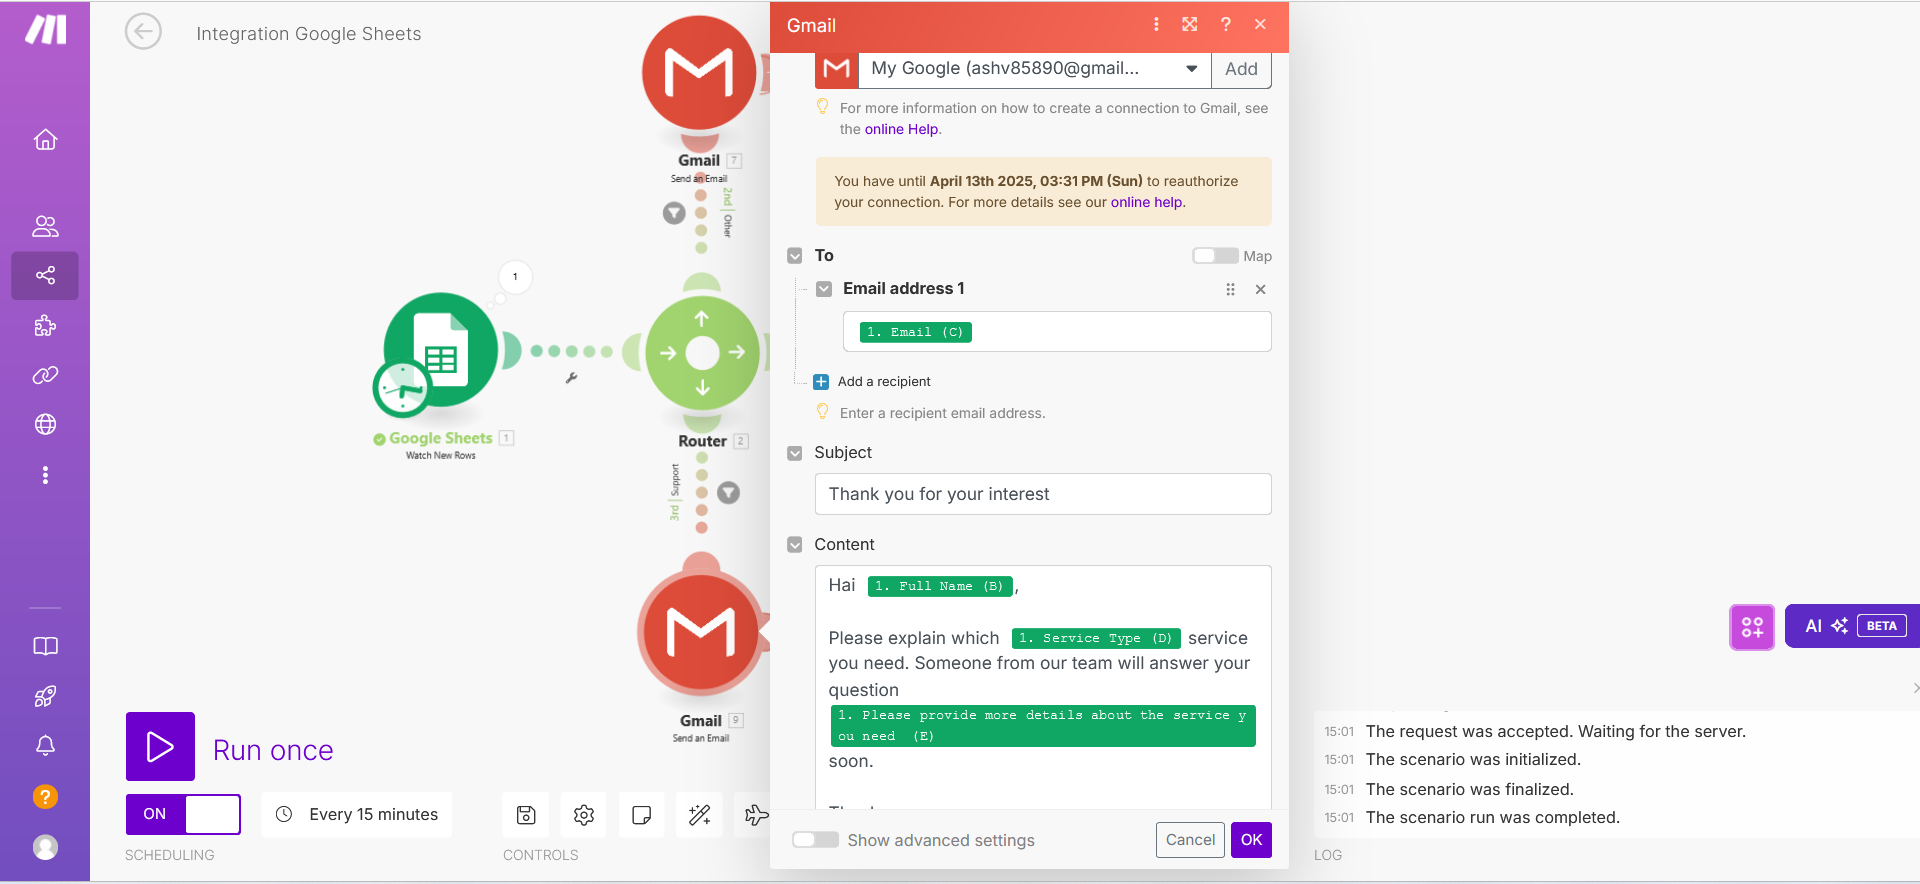 Integration Google Sheets
Gmail 7
Send an Email
2nd | Other
1
Google Sheets 1
Watch New Rows
Router 2
3rd | Support
Gmail 9
Send an Email
Run once
ON
Every 15 minutes
SCHEDULING
CONTROLS
Gmail
?
My Google (ashv85890@gmail...
Add
For more information on how to create a connection to Gmail, see
the online Help.
You have until April 13th 2025, 03:31 PM (Sun) to reauthorize
your connection. For more details see our online help.
To
Map
Email address 1
1. Email (C)
Add a recipient
Enter a recipient email address.
Subject
Thank you for your interest
Content
Hai 1. Full Name (B) ,
Please explain which 1. Service Type (D) service
you need. Someone from our team will answer your
question
1. Please provide more details about the service y
ou need (E)
soon.
Show advanced settings
Cancel
OK
AI BETA
15:01 The request was accepted. Waiting for the server.
15:01 The scenario was initialized.
15:01 The scenario was finalized.
15:01 The scenario run was completed.
LOG
?